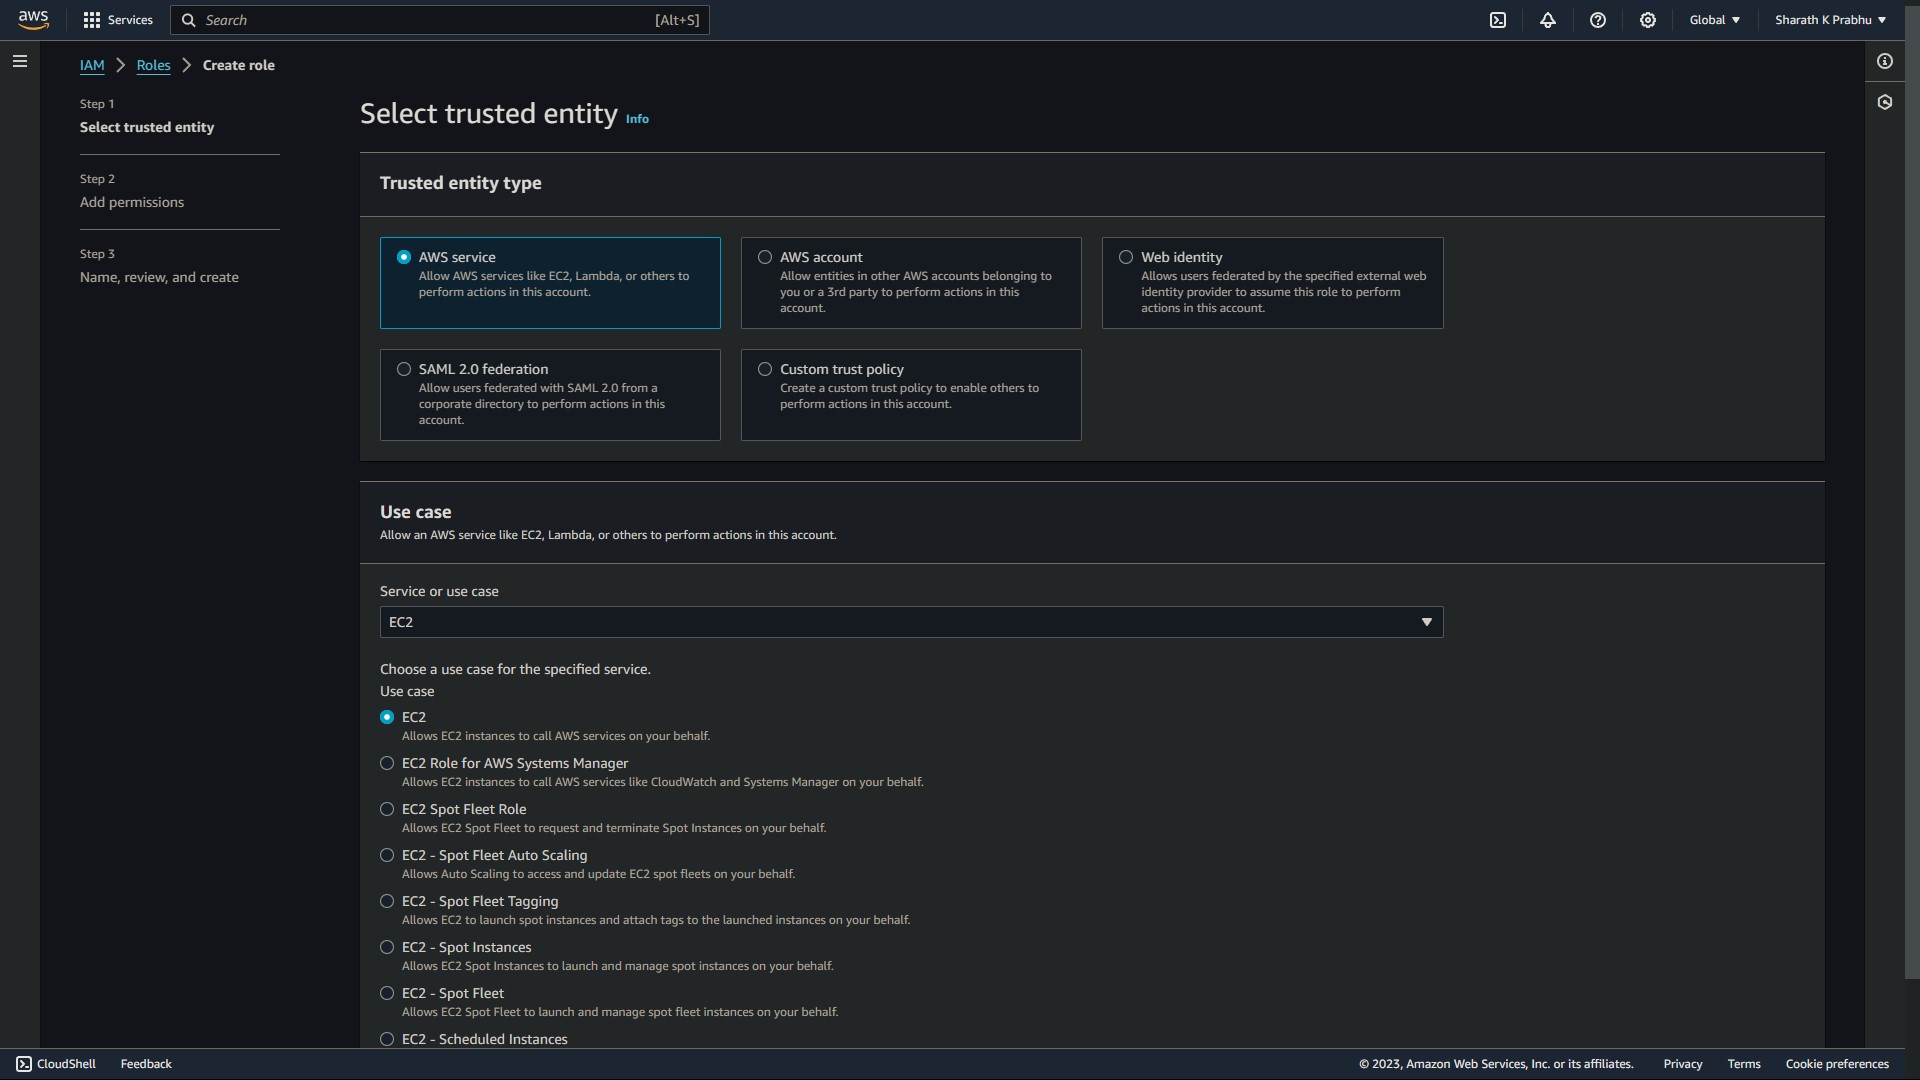 aws
Services
Search
[Alt+S]
Global
Sharath K Prabhu
IAM
Roles
Create role
Step 1
Select trusted entity
Step 2
Add permissions
Step 3
Name, review, and create
Select trusted entity Info
Trusted entity type
AWS service
Allow AWS services like EC2, Lambda, or others to
perform actions in this account.
AWS account
Allow entities in other AWS accounts belonging to
you or a 3rd party to perform actions in this
account.
Web identity
Allows users federated by the specified external web
identity provider to assume this role to perform
actions in this account.
SAML 2.0 federation
Allow users federated with SAML 2.0 from a
corporate directory to perform actions in this
account.
Custom trust policy
Create a custom trust policy to enable others to
perform actions in this account.
Use case
Allow an AWS service like EC2, Lambda, or others to perform actions in this account.
Service or use case
EC2
Choose a use case for the specified service.
Use case
EC2
Allows EC2 instances to call AWS services on your behalf.
EC2 Role for AWS Systems Manager
Allows EC2 instances to call AWS services like CloudWatch and Systems Manager on your behalf.
EC2 Spot Fleet Role
Allows EC2 Spot Fleet to request and terminate Spot Instances on your behalf.
EC2 - Spot Fleet Auto Scaling
Allows Auto Scaling to access and update EC2 spot fleets on your behalf.
EC2 - Spot Fleet Tagging
Allows EC2 to launch spot instances and attach tags to the launched instances on your behalf.
EC2 - Spot Instances
Allows EC2 Spot Instances to launch and manage spot instances on your behalf.
EC2 - Spot Fleet
Allows EC2 Spot Fleet to launch and manage spot fleet instances on your behalf.
EC2 - Scheduled Instances
CloudShell
Feedback
© 2023, Amazon Web Services, Inc. or its affiliates.
Privacy
Terms
Cookie preferences